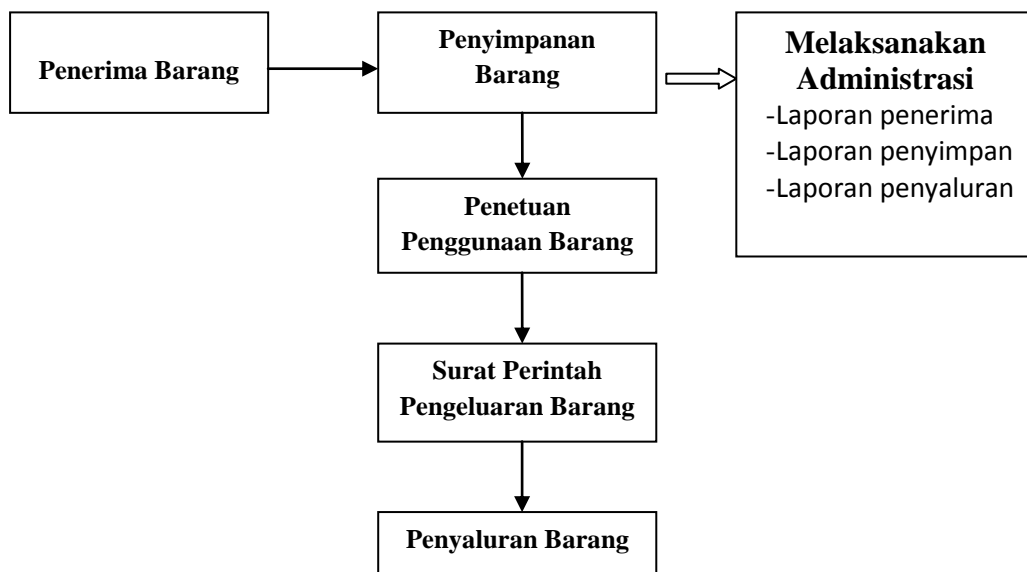 Penerima Barang
Penyimpanan
Barang
Melaksanakan
Administrasi
-Laporan penerima
-Laporan penyimpan
-Laporan penyaluran
Penetuan
Penggunaan Barang
Surat Perintah
Pengeluaran Barang
Penyaluran Barang